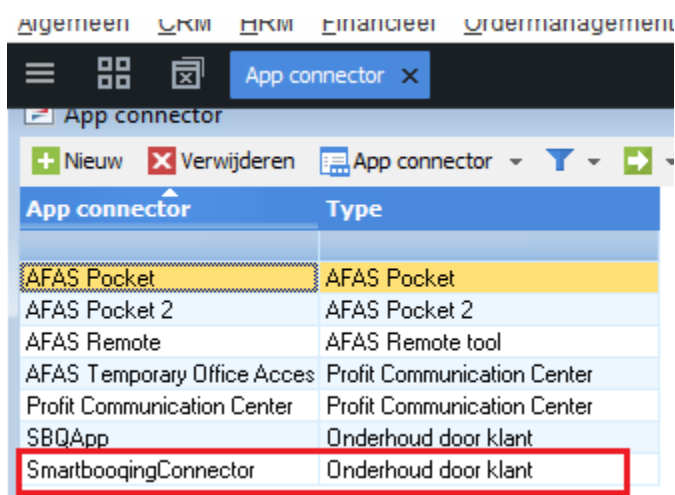 Algemeen CRM HRM Financieel Ordermanagement
App connector
App connector
Nieuw Verwijderen App connector
App connector Type
AFAS Pocket AFAS Pocket
AFAS Pocket 2 AFAS Pocket 2
AFAS Remote AFAS Remote tool
AFAS Temporary Office Acces Profit Communication Center
Profit Communication Center Profit Communication Center
SBQApp Onderhoud door klant
SmartbooqingConnector Onderhoud door klant